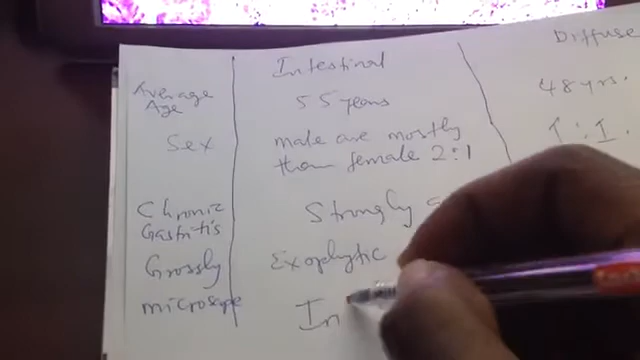 Intestinal Diffuse
Average
Age 55 years 48 yrs.
Sex male are mostly 1:1.
than female 2:1
Chronic
Gastritis Strongly
Grossly Exophytic
microscope In